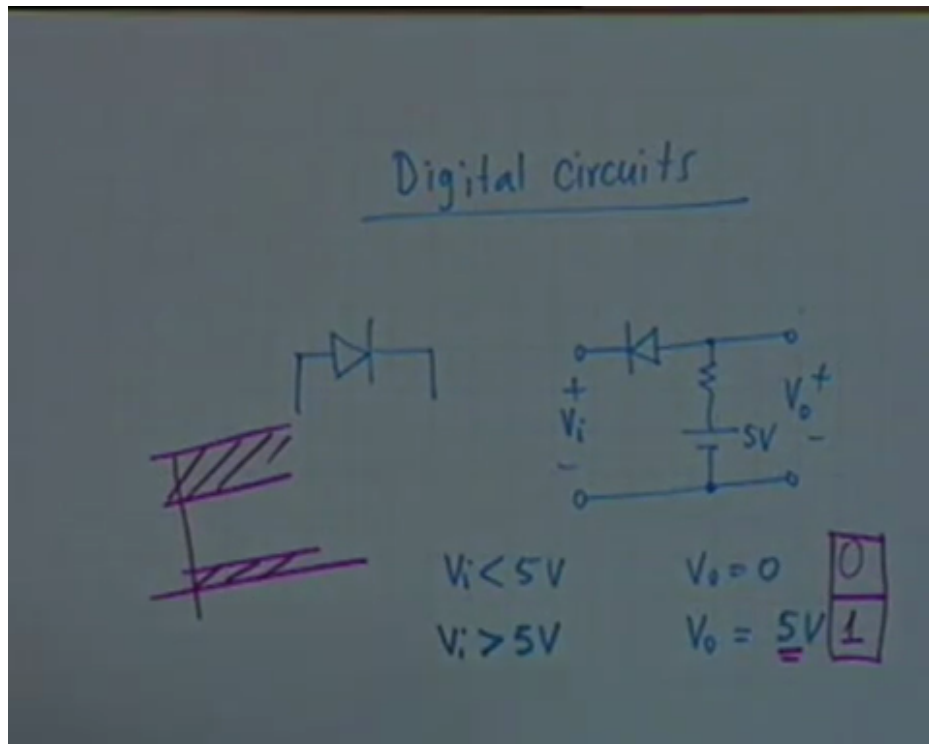 Digital circuits
+
Vi
-
5V
Vo
+
-
Vi < 5V Vo = 0 0
Vi > 5V Vo = 5V 1